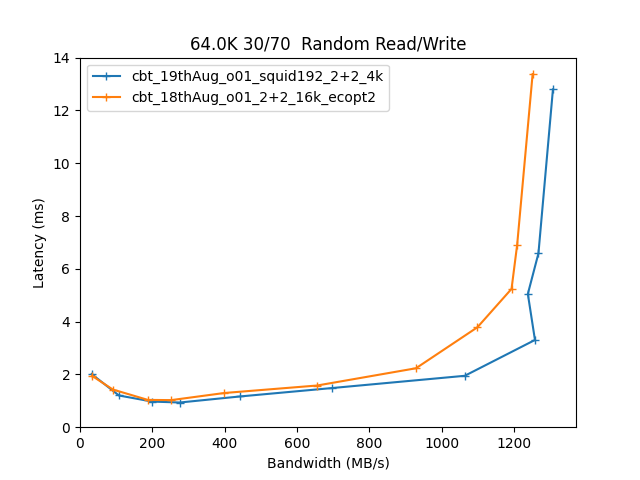 64.0K 30/70  Random Read/Write
cbt_19thAug_o01_squid192_2+2_4k
cbt_18thAug_o01_2+2_16k_ecopt2
Latency (ms)
14
12
10
8
6
4
2
0
0 200 400 600 800 1000 1200
Bandwidth (MB/s)